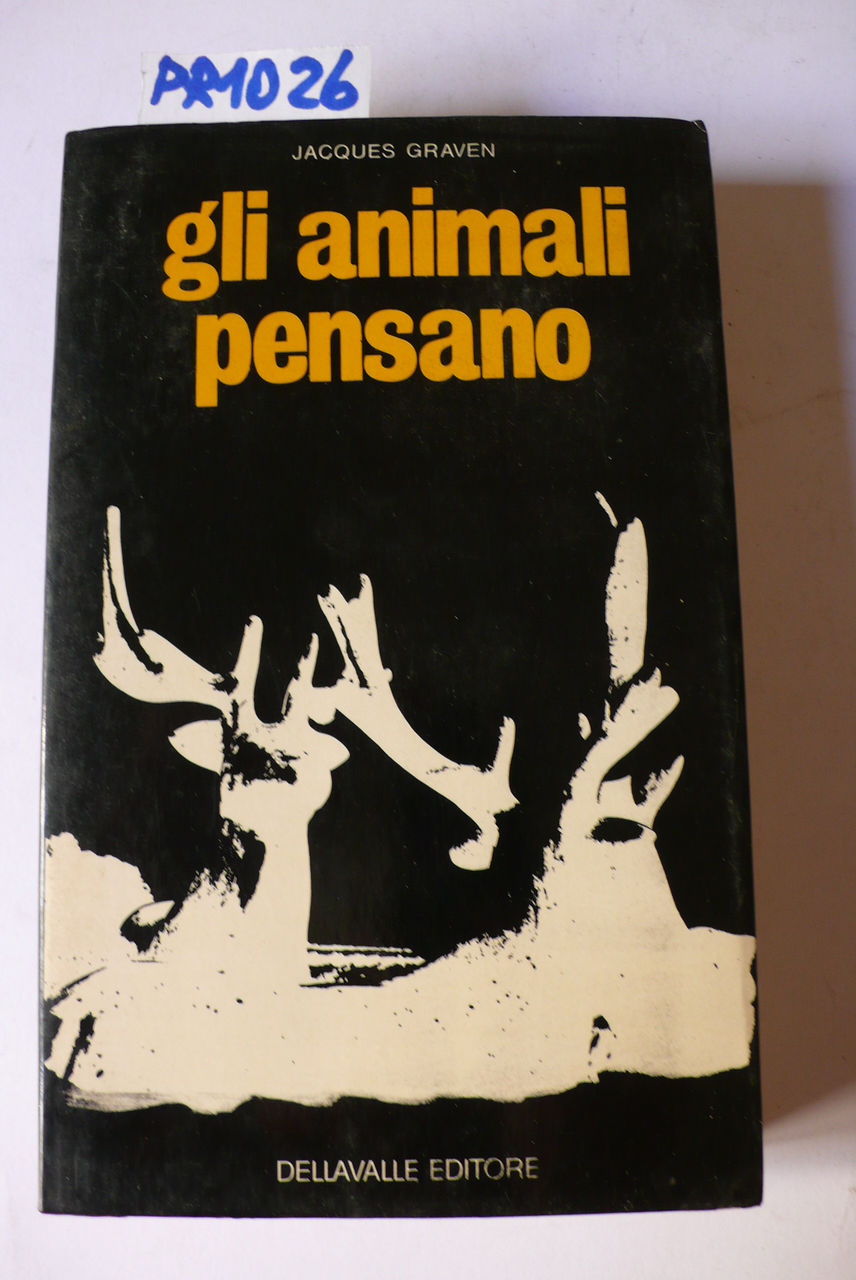 PR1026
JACQUES GRAVEN
gli animali
pensano
DELLAVALLE EDITORE